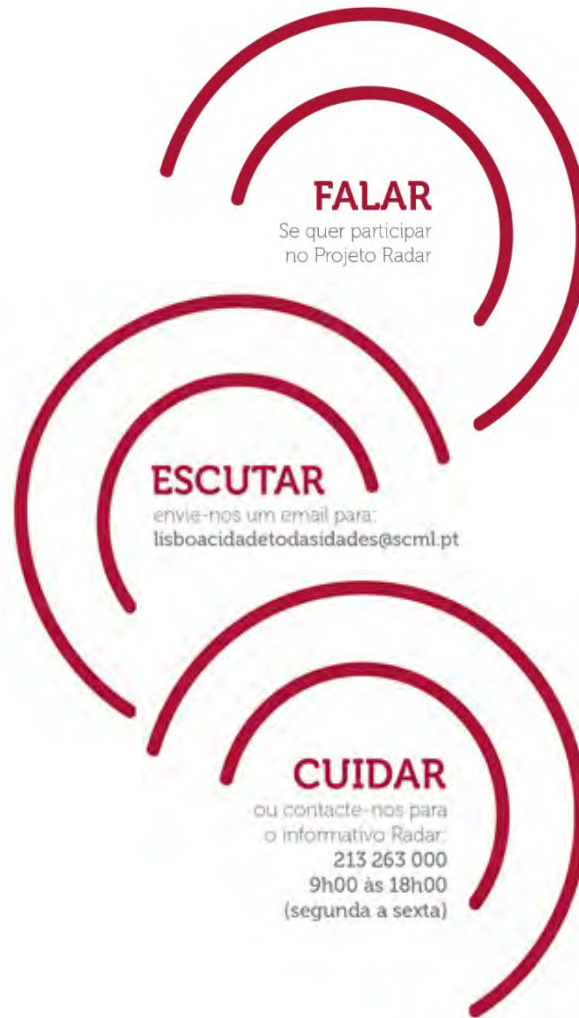 FALAR
Se quer participar
no Projeto Radar
ESCUTAR
envie-nos um email para:
lisboacidadetodasidades@scml.pt
CUIDAR
ou contacte-nos para
o informativo Radar:
213 263 000
9h00 às 18h00
(segunda a sexta)